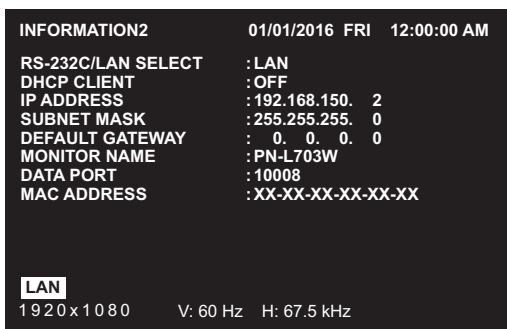 INFORMATION2 01/01/2016 FRI 12:00:00 AM
RS-232C/LAN SELECT :LAN
DHCP CLIENT :OFF
IP ADDRESS :192.168.150. 2
SUBNET MASK :255.255.255. 0
DEFAULT GATEWAY : 0. 0. 0. 0
MONITOR NAME :PN-L703W
DATA PORT :10008
MAC ADDRESS :XX-XX-XX-XX-XX-XX
LAN
1920x1080 V: 60 Hz H: 67.5 kHz